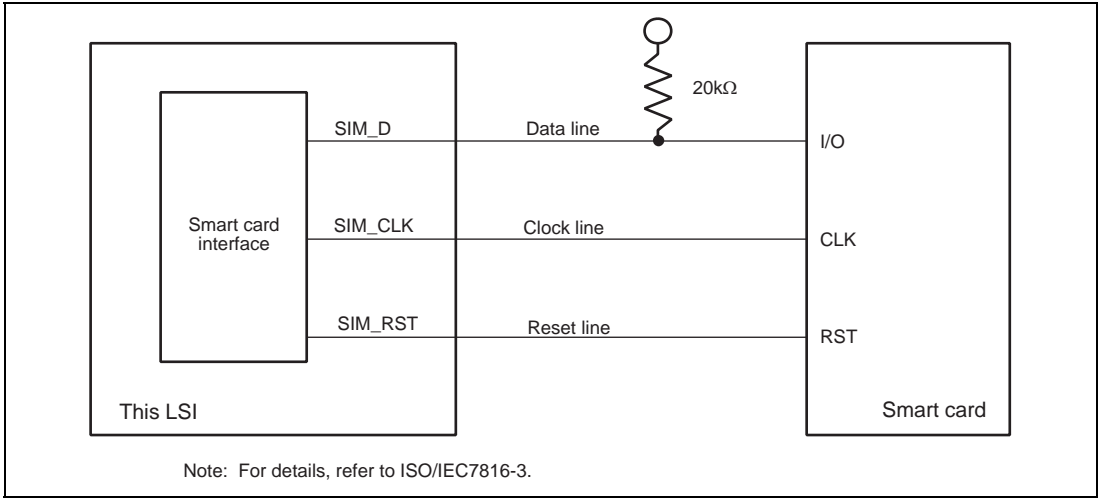 20kΩ
SIM_D
Data line
I/O
Smart card
interface
SIM_CLK
Clock line
CLK
SIM_RST
Reset line
RST
This LSI
Smart card
Note: For details, refer to ISO/IEC7816-3.